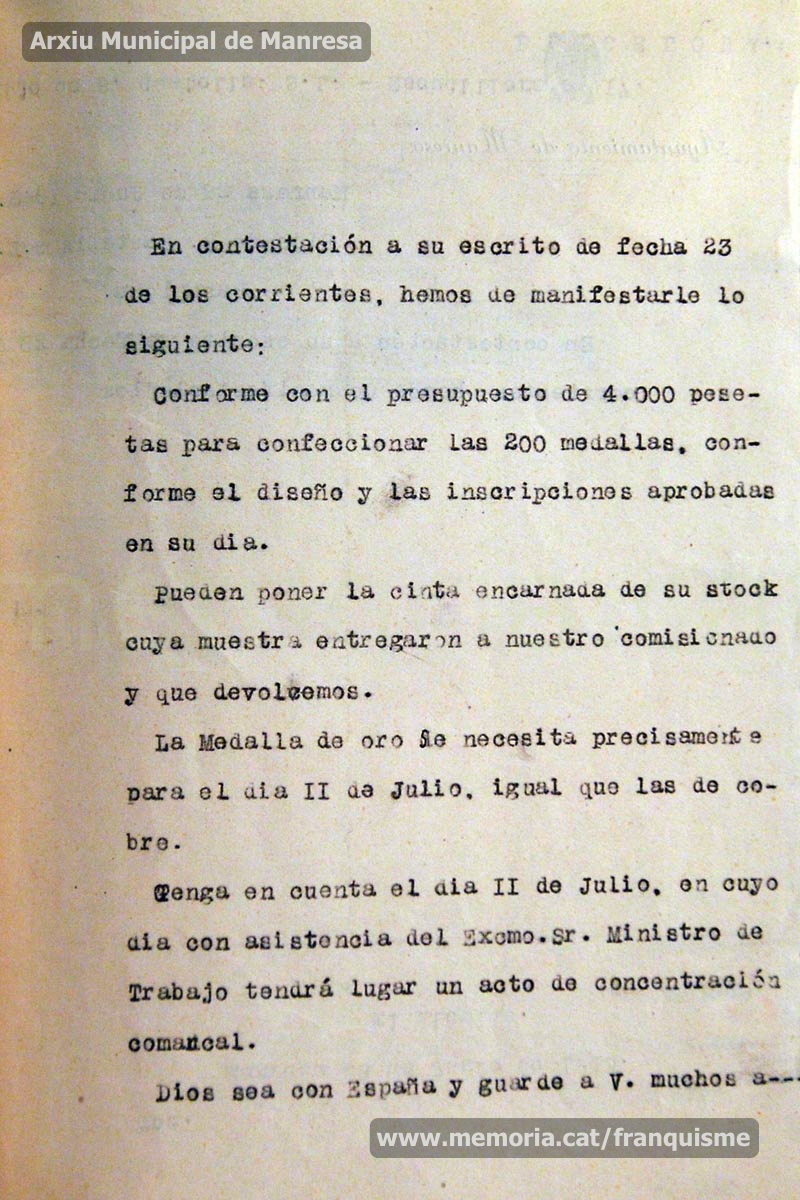 Arxiu Municipal de Manresa
Ayuntamiento de Manresa
En contestación a su escrito de fecha 23
de los corrientes, hemos de manifestarle lo
siguiente:
Conforme con el presupuesto de 4.000 pese-
tas para confeccionar las 200 medallas, con-
forme el diseño y las inscripciones aprobadas
en su dia.
Pueden poner la cinta encarnada de su stock
cuya muestra entregaron a nuestro comisionado
y que devolvemos.
La Medalla de oro se necesita precisamente
para el dia II de Julio, igual que las de co-
bre.
Tenga en cuenta el dia II de Julio, en cuyo
dia con asistencia del Excmo.Sr. Ministro de
Trabajo tendrá lugar un acto de concentración
comarcal.
Dios sea con España y guarde a V. muchos a---
www.memoria.cat/franquisme